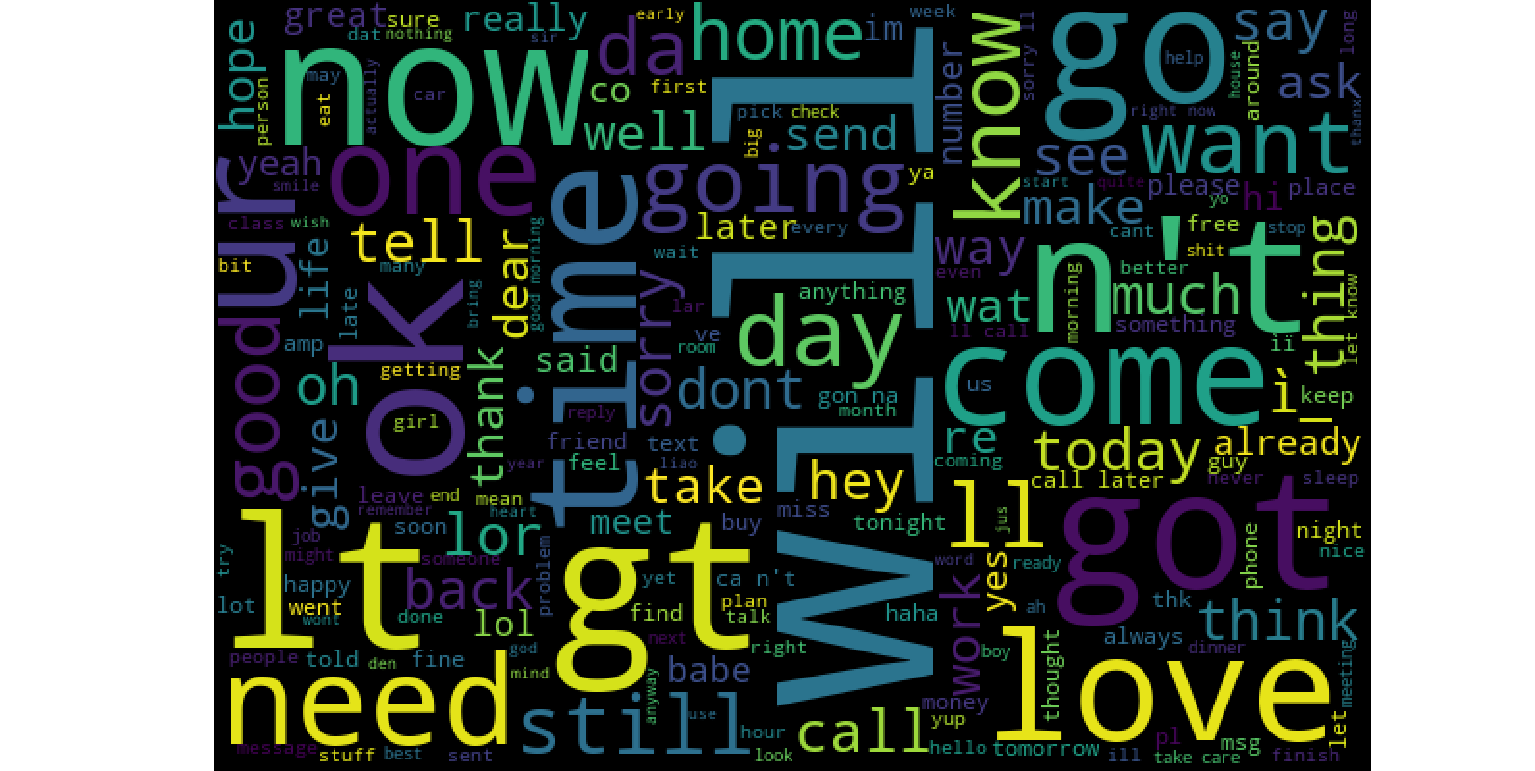 great
sure
really
early
week
da
home
im
go
say
long
dat
nothing
sir
hope
now
may
actually
car
co
first
number
sorry ll
know
help
house
around
ask
person
eat
well
pick
check
send
big
right now
want
thanx
yeah
one
smile
going
ya
see
start
quite
please
hi
place
make
yo
ur
class
wish
tell
many
dear
good morning
time
later
every
wait
way
even
cant
free
stop
n't
shit
thing
bit
life
late
ok
bring
sorry
lar
anything
day
will
wat
ll call
morning
better
much
something
let know
good
amp
oh
getting
thank
said
ve
room
dont
gon na
month
come
us
iï
ì_
keep
give
girl
reply
friend
feel
text
liao
year
take
hey
re
coming
today
already
guy
call later
never
sleep
leave
end
mean
remember
heart
soon
lor
meet
buy
miss
tonight
ll
jus
got
phone
night
nice
try
job
might
lt
happy
someone
back
problem
gt
yet
ca n't
word
ready
yes
work
lot
went
wont
done
lol
find
plan
talk
haha
ah
thk
think
people
told
den
fine
god
mind
next
right
babe
boy
always
dinner
need
still
anyway
use
hour
look
call
money
yup
hello
love
thought
meeting
let
message
stuff
best
sent
tomorrow
ill
pl
take care
msg
finish